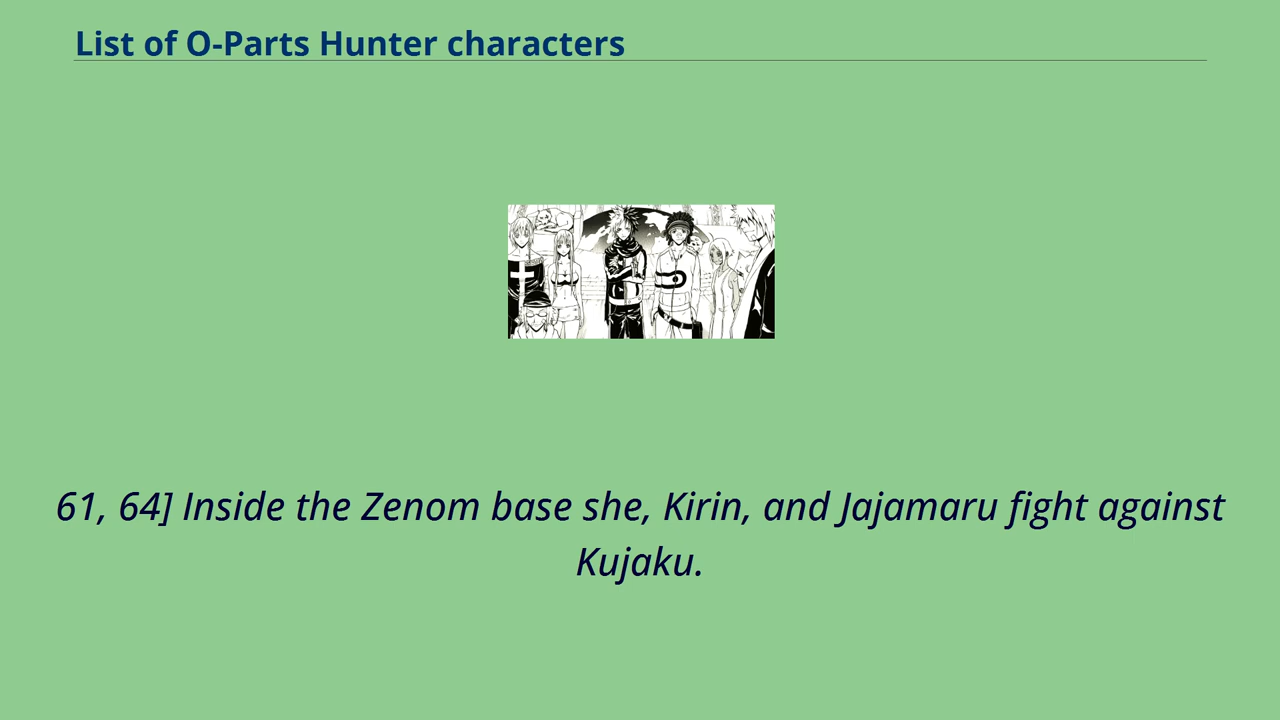 List of O-Parts Hunter characters
61, 64] Inside the Zenom base she, Kirin, and Jajamaru fight against
Kujaku.